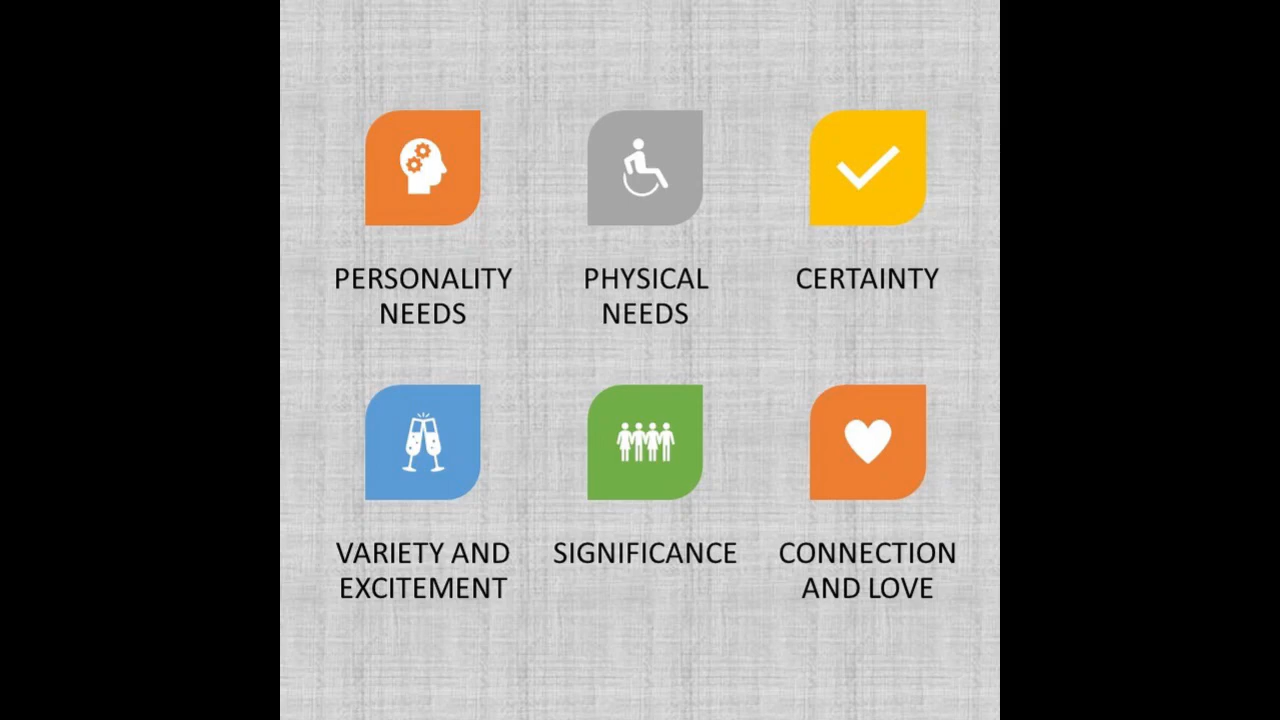 PERSONALITY
NEEDS
PHYSICAL
NEEDS
CERTAINTY
VARIETY AND
EXCITEMENT
SIGNIFICANCE
CONNECTION
AND LOVE